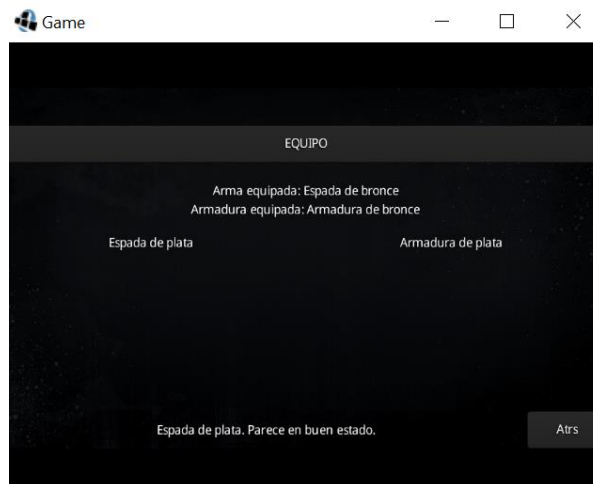 Game
EQUIPO
Arma equipada: Espada de bronce
Armadura equipada: Armadura de bronce
Espada de plata
Armadura de plata
Espada de plata. Parece en buen estado.
Atrs